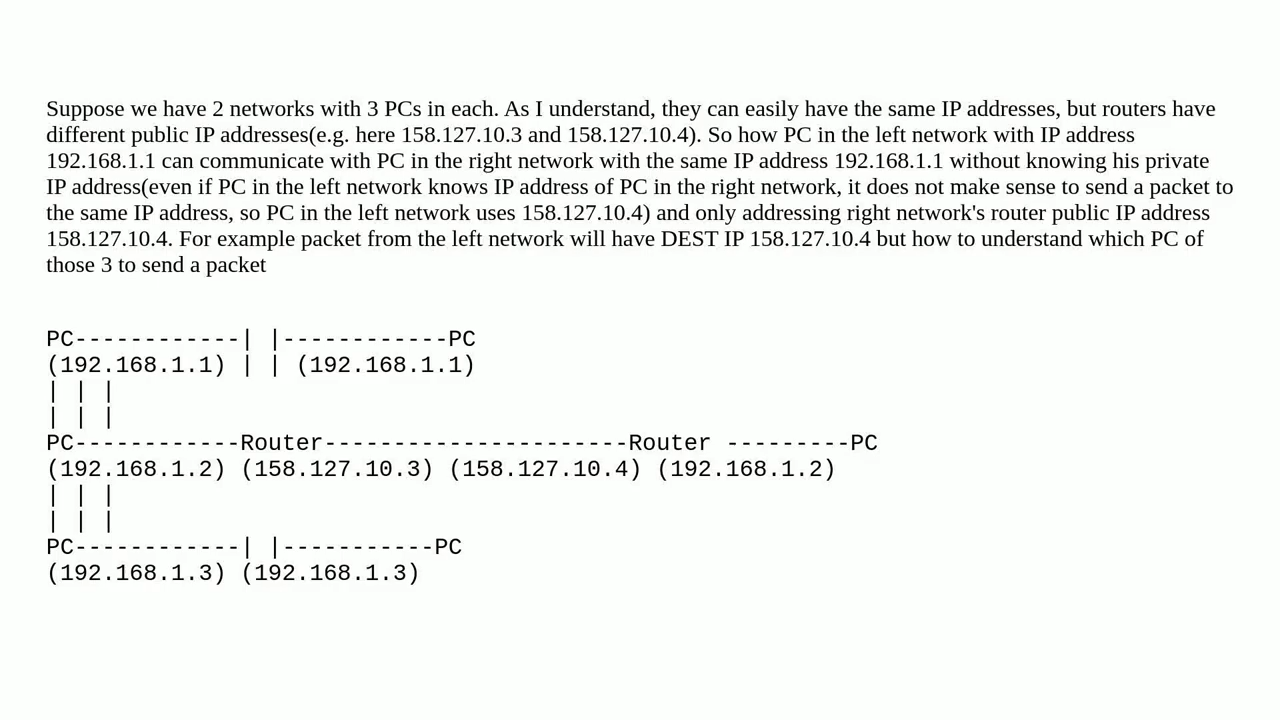 Suppose we have 2 networks with 3 PCs in each. As I understand, they can easily have the same IP addresses, but routers have
different public IP addresses(e.g. here 158.127.10.3 and 158.127.10.4). So how PC in the left network with IP address
192.168.1.1 can communicate with PC in the right network with the same IP address 192.168.1.1 without knowing his private
IP address(even if PC in the left network knows IP address of PC in the right network, it does not make sense to send a packet to
the same IP address, so PC in the left network uses 158.127.10.4) and only addressing right network's router public IP address
158.127.10.4. For example packet from the left network will have DEST IP 158.127.10.4 but how to understand which PC of
those 3 to send a packet
PC------------| |------------PC
(192.168.1.1) | | (192.168.1.1)
| | |
| | |
PC------------Router----------------------Router ---------PC
(192.168.1.2) (158.127.10.3) (158.127.10.4) (192.168.1.2)
| | |
| | |
PC------------| |-----------PC
(192.168.1.3) (192.168.1.3)